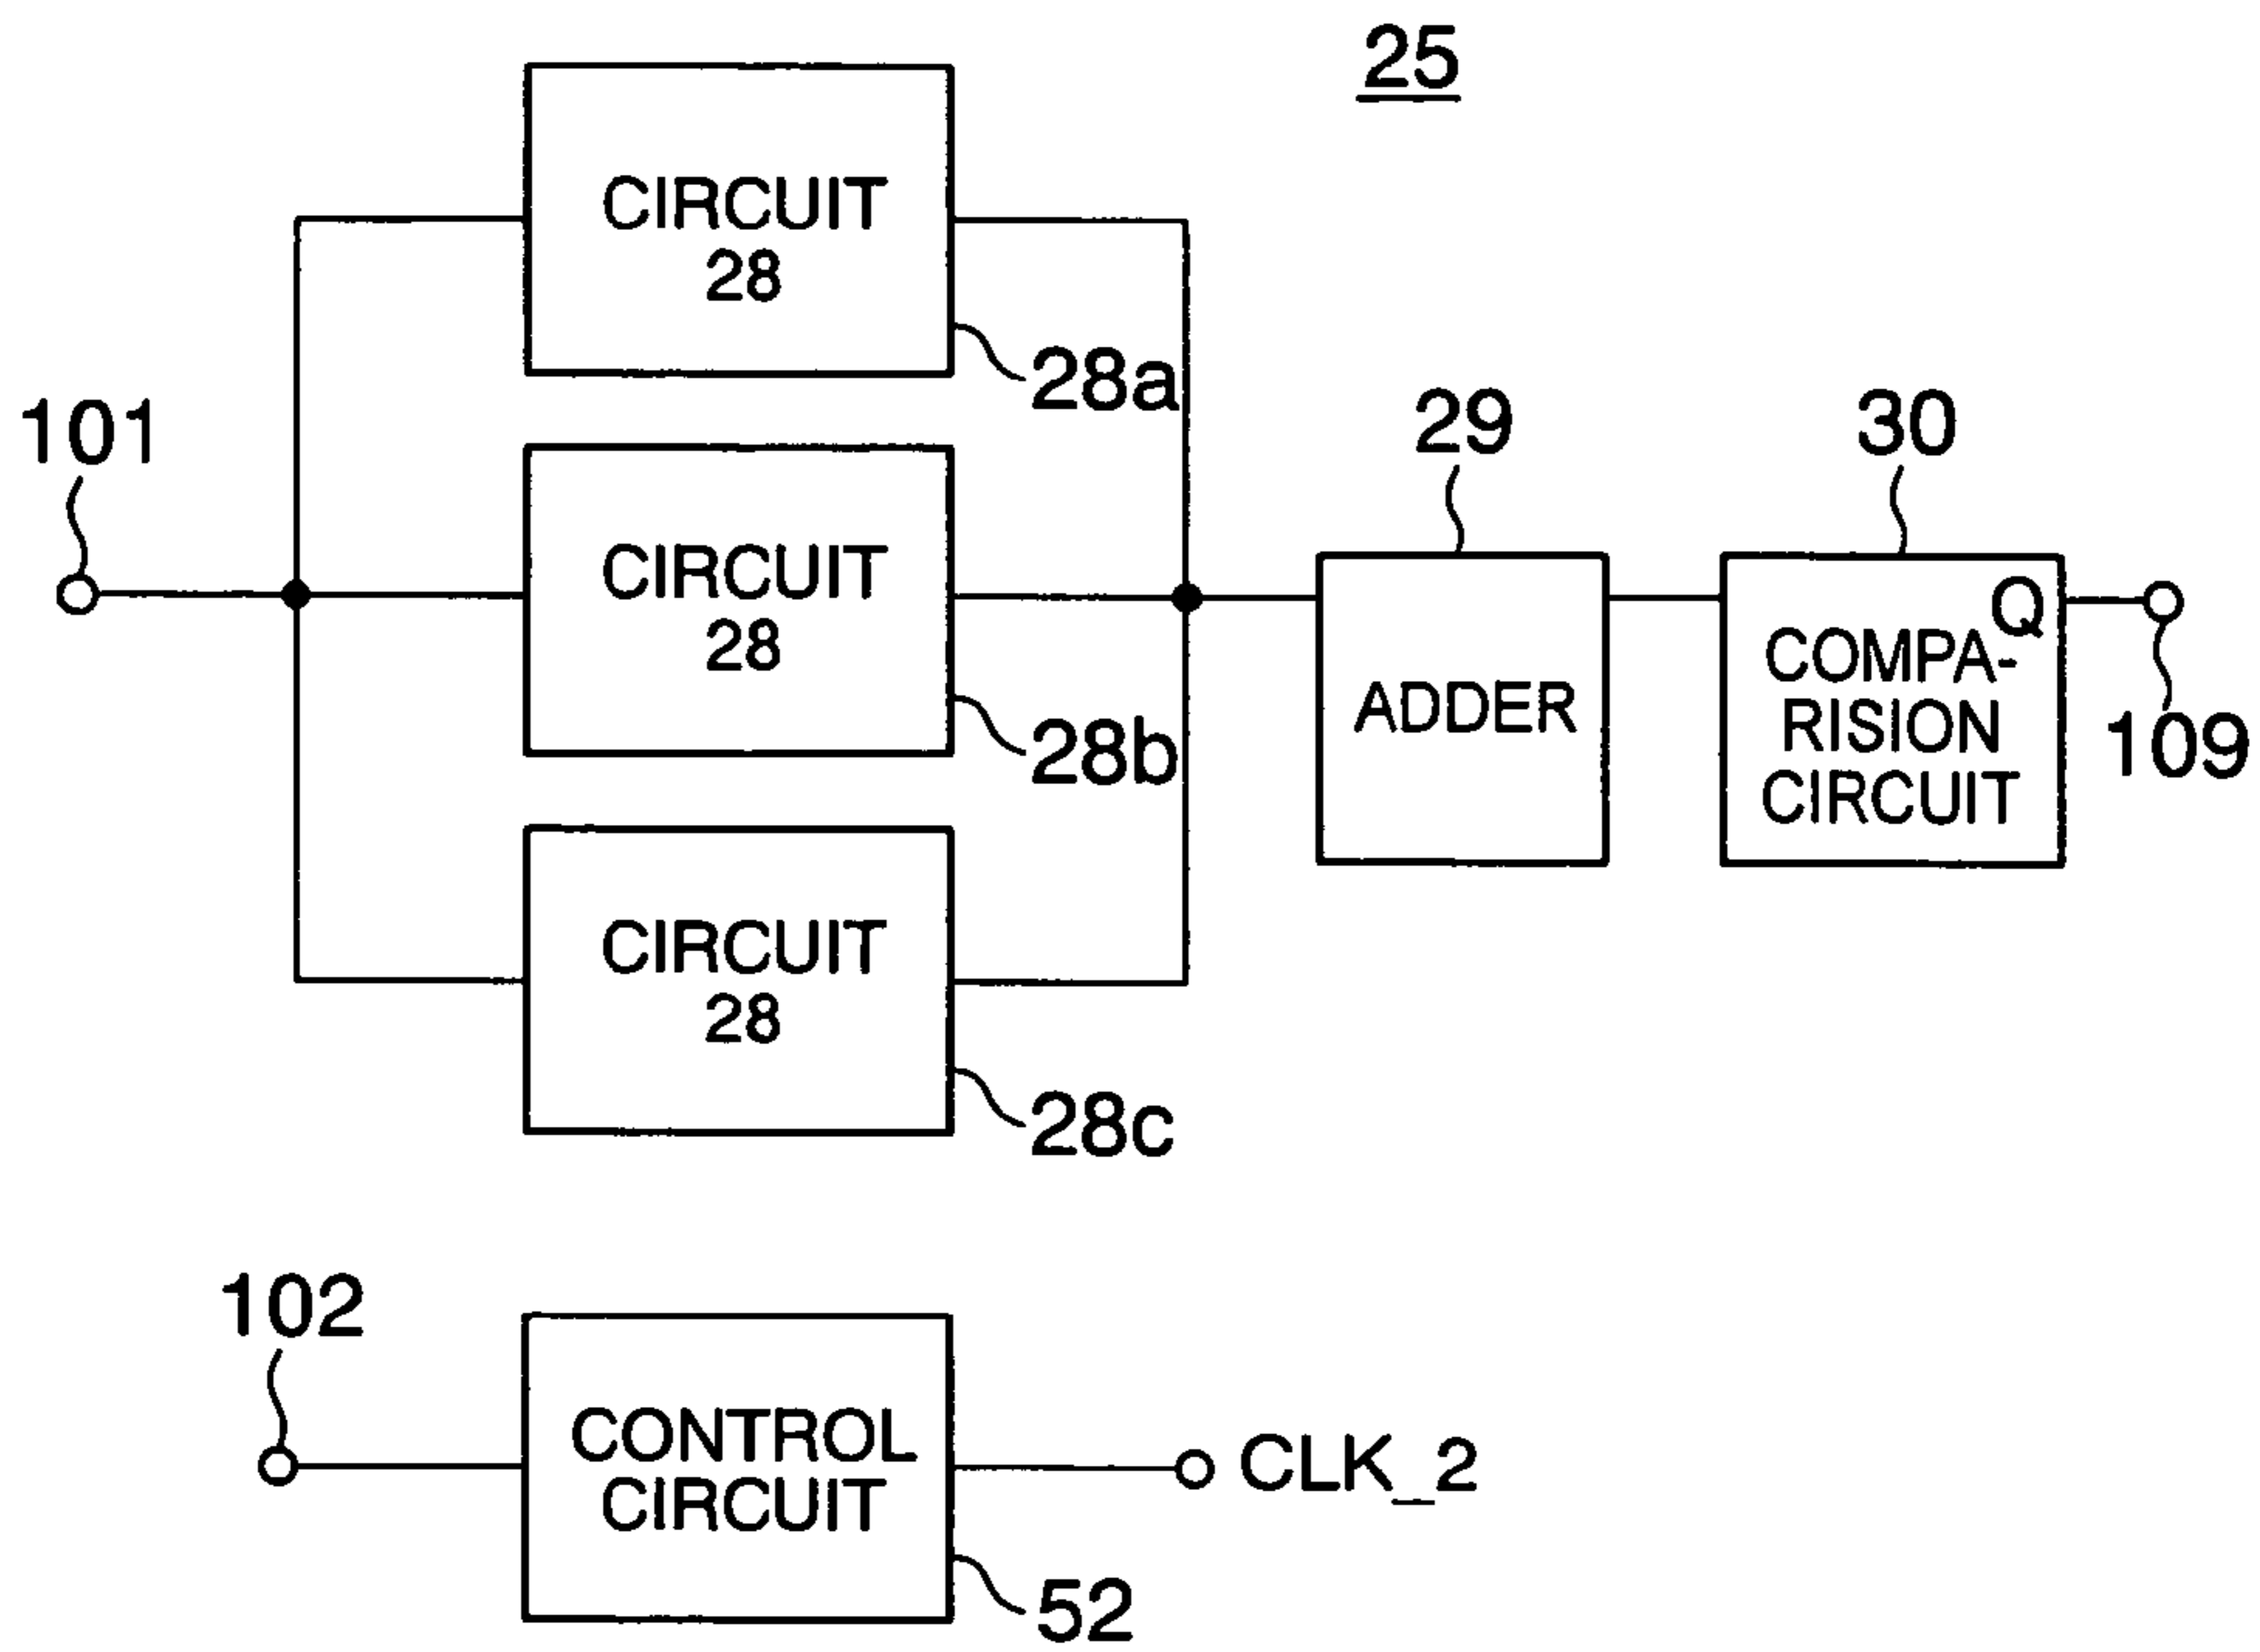 25
CIRCUIT
28
28a
101
CIRCUIT
28
28b
29
ADDER
30
Q
COMPA-
RISION
CIRCUIT
109
CIRCUIT
28
28c
102
CONTROL
CIRCUIT
CLK_2
52